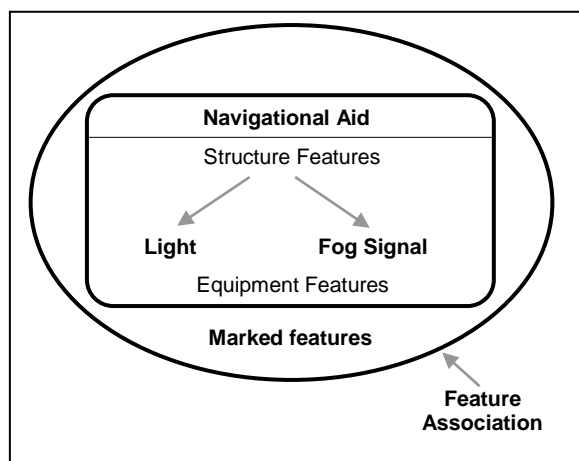 Navigational Aid
Structure Features
Light Fog Signal
Equipment Features
Marked features
Feature
Association